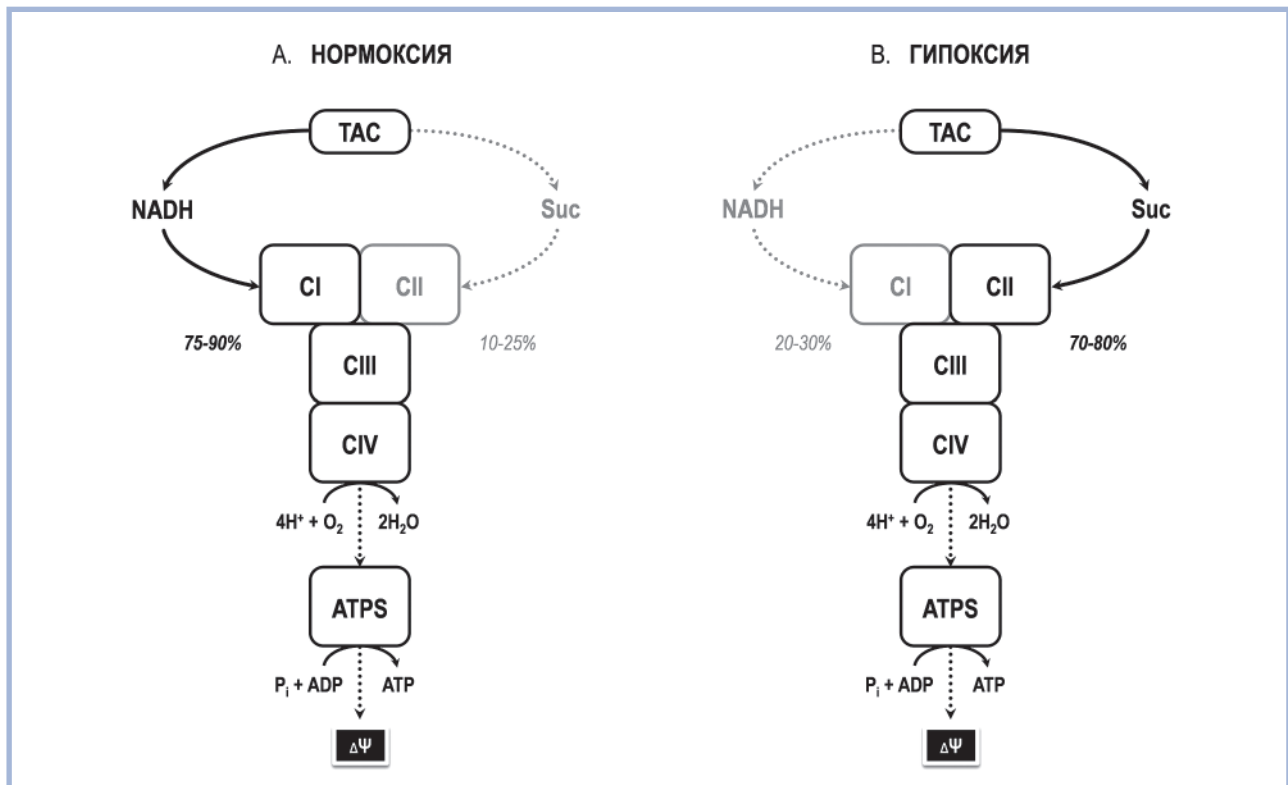 A. НОРМОКСИЯ
TAC
NADH
Suc
CI
CII
75-90%
10-25%
CIII
CIV
4H⁺ + O₂
2H₂O
ATPS
Pᵢ + ADP
ATP
ΔΨ
B. ГИПОКСИЯ
TAC
NADH
Suc
CI
CII
20-30%
70-80%
CIII
CIV
4H⁺ + O₂
2H₂O
ATPS
Pᵢ + ADP
ATP
ΔΨ